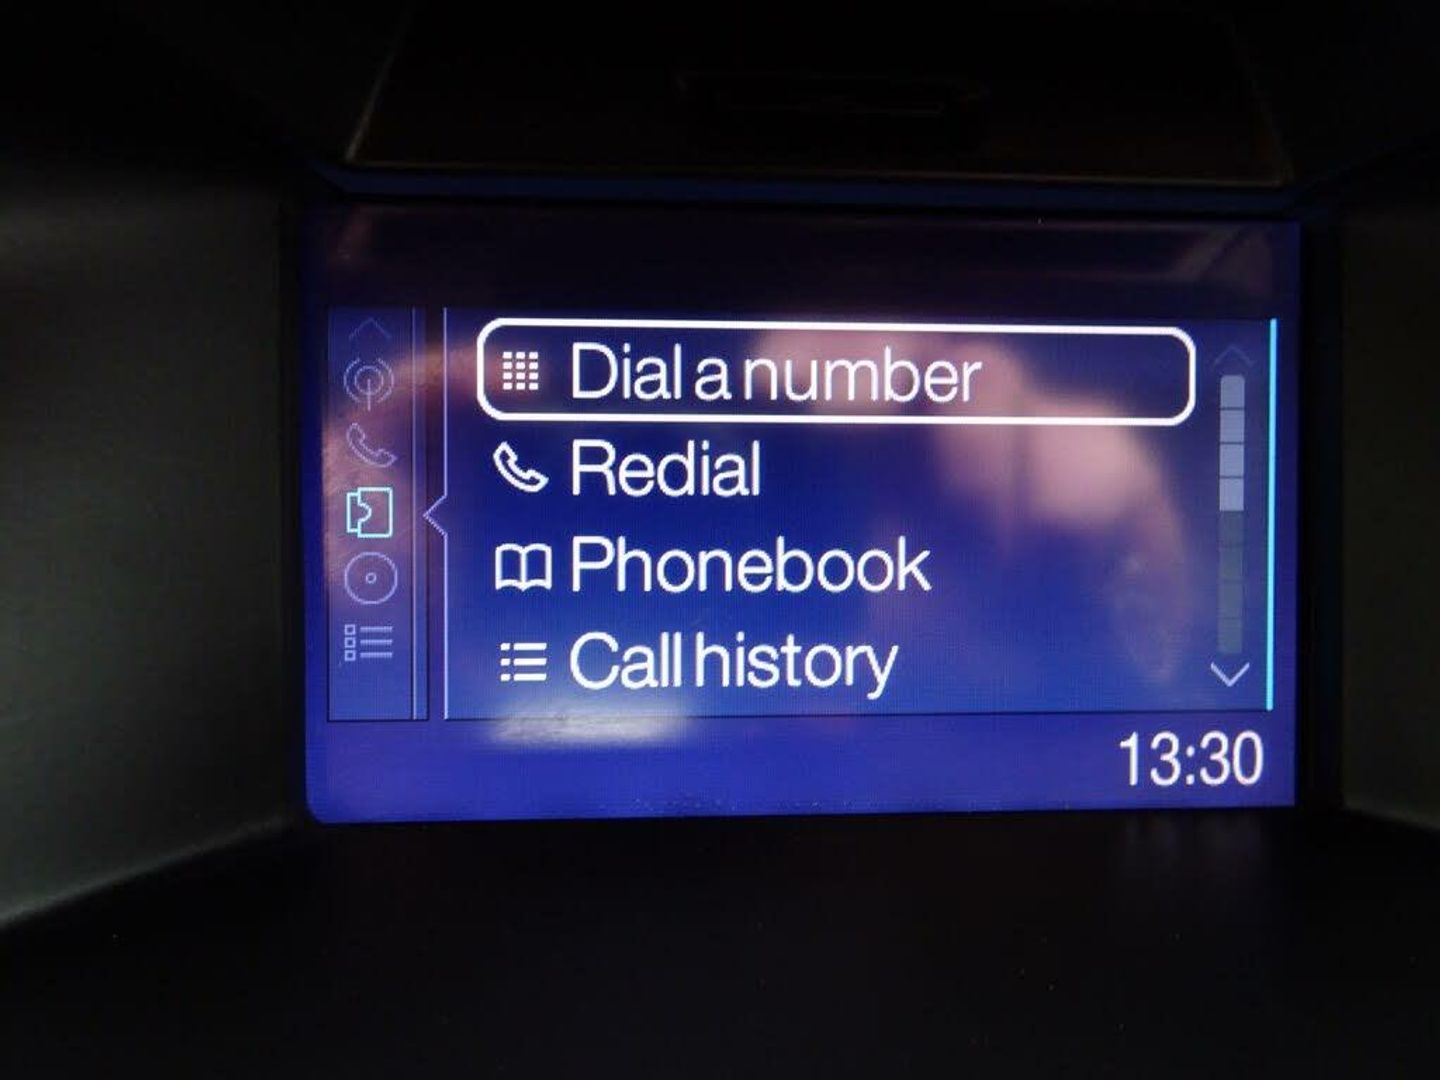 Dial a number
Redial
Phonebook
Call history
13:30